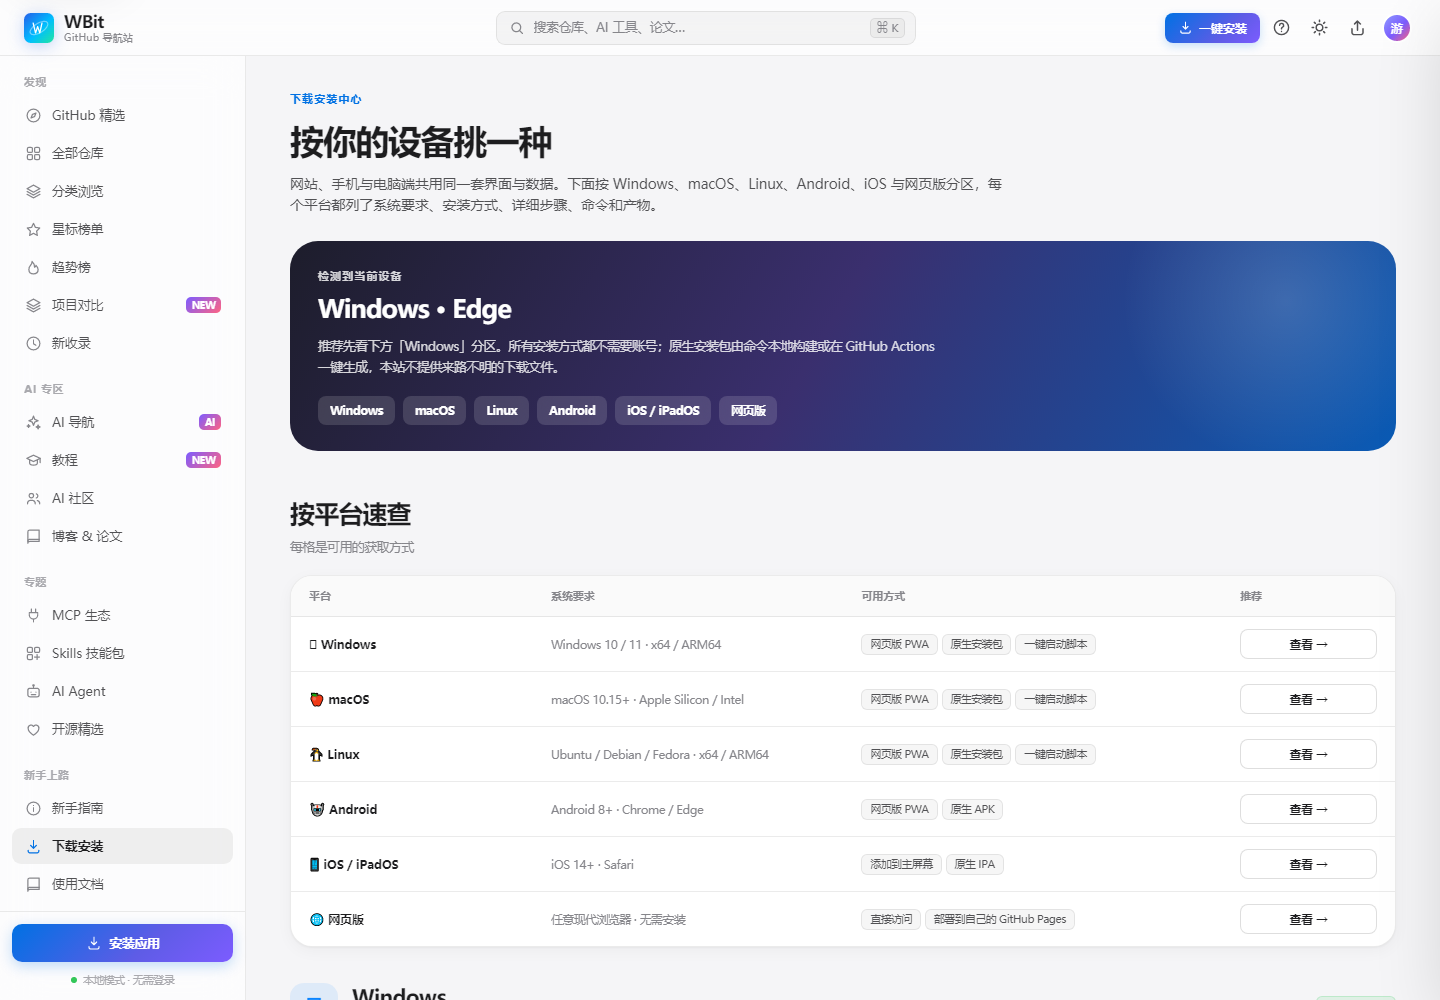 WBit
GitHub 导航站
搜索仓库、AI 工具、论文...
⌘ K
一键安装
游
发现
GitHub 精选
全部仓库
分类浏览
星标榜单
趋势榜
项目对比 NEW
新收录
AI 专区
AI 导航 AI
教程 NEW
AI 社区
博客 & 论文
专题
MCP 生态
Skills 技能包
AI Agent
开源精选
新手上路
新手指南
下载安装
使用文档
安装应用
本地模式 · 无需登录
下载安装中心
按你的设备挑一种
网站、手机与电脑端共用同一套界面与数据。下面按 Windows、macOS、Linux、Android、iOS 与网页版分区，每
个平台都列了系统要求、安装方式、详细步骤、命令和产物。
检测到当前设备
Windows • Edge
推荐先看下方「Windows」分区。所有安装方式都不需要账号；原生安装包由命令本地构建或在 GitHub Actions
一键生成，本站不提供来路不明的下载文件。
Windows macOS Linux Android iOS / iPadOS 网页版
按平台速查
每格是可用的获取方式
平台 系统要求 可用方式 推荐
Windows Windows 10 / 11 · x64 / ARM64 网页版 PWA 原生安装包 一键启动脚本 查看 →
macOS macOS 10.15+ · Apple Silicon / Intel 网页版 PWA 原生安装包 一键启动脚本 查看 →
Linux Ubuntu / Debian / Fedora · x64 / ARM64 网页版 PWA 原生安装包 一键启动脚本 查看 →
Android Android 8+ · Chrome / Edge 网页版 PWA 原生 APK 查看 →
iOS / iPadOS iOS 14+ · Safari 添加到主屏幕 原生 IPA 查看 →
网页版 任意现代浏览器 · 无需安装 直接访问 部署到自己的 GitHub Pages 查看 →
Windows